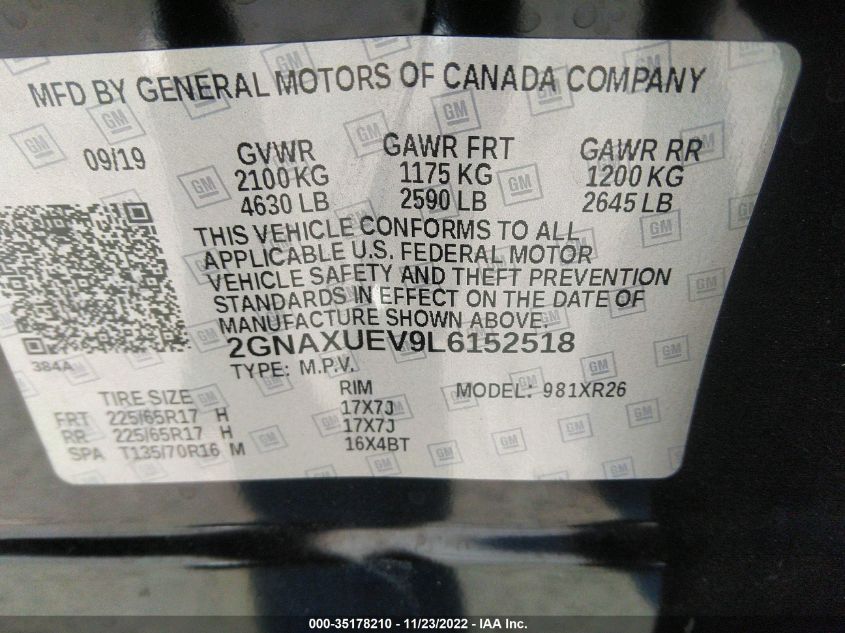 MFD BY GENERAL MOTORS OF CANADA COMPANY
09/19 GVWR GAWR FRT GAWR RR
2100 KG 1175 KG 1200 KG
4630 LB 2590 LB 2645 LB
THIS VEHICLE CONFORMS TO ALL
APPLICABLE U.S. FEDERAL MOTOR
VEHICLE SAFETY AND THEFT PREVENTION
STANDARDS IN EFFECT ON THE DATE OF
MANUFACTURE SHOWN ABOVE.
2GNAXUEV9L6152518
384A TYPE: M.P.V.
TIRE SIZE RIM MODEL: 981XR26
FRT 225/65R17 H 17X7J
RR 225/65R17 H 17X7J
SPA T135/70R16 M 16X4BT
GM
000-35178210 - 11/23/2022 - IAA Inc.